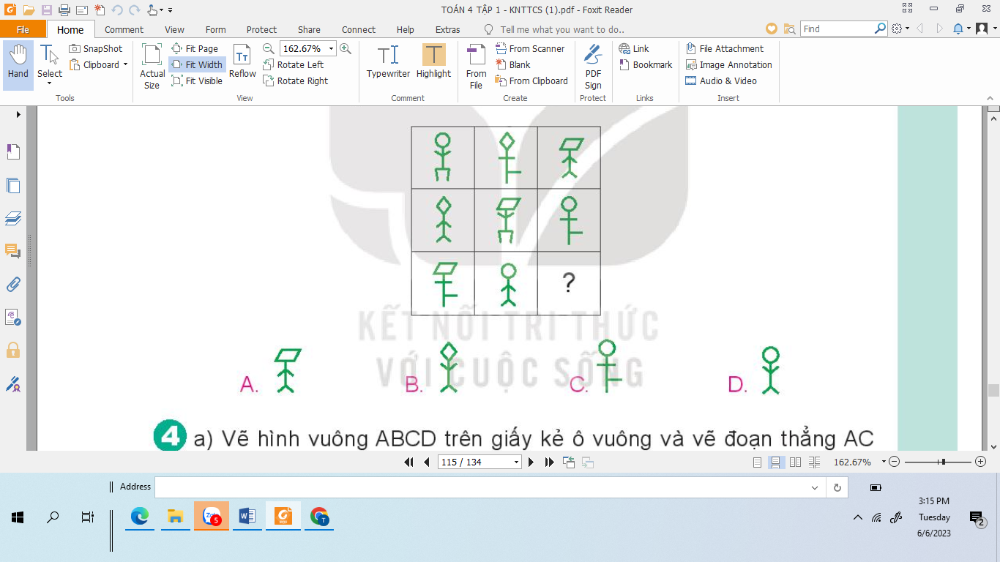 TOÁN 4 TẬP 1 - KNTTCS (1).pdf - Foxit Reader
File Home Comment View Form Protect Share Connect Help Extras Tell me what you want to do.. Find
Hand
Select
SnapShot
Clipboard
Tools
Actual Size
Fit Page
Fit Width
Fit Visible
Reflow
162.67%
Rotate Left
Rotate Right
View
Typewriter
Highlight
Comment
From File
From Scanner
Blank
From Clipboard
Create
PDF Sign
Protect
Link
Bookmark
Links
File Attachment
Image Annotation
Audio & Video
Insert
?
KẾT NỐI TRI THỨC
VỚI CUỘC SỐNG
A. B. C. D.
4 a) Vẽ hình vuông ABCD trên giấy kẻ ô vuông và vẽ đoạn thẳng AC
115 / 134 162.67%
Address
Zalo
5
PDF
T
3:15 PM
Tuesday
6/6/2023
2